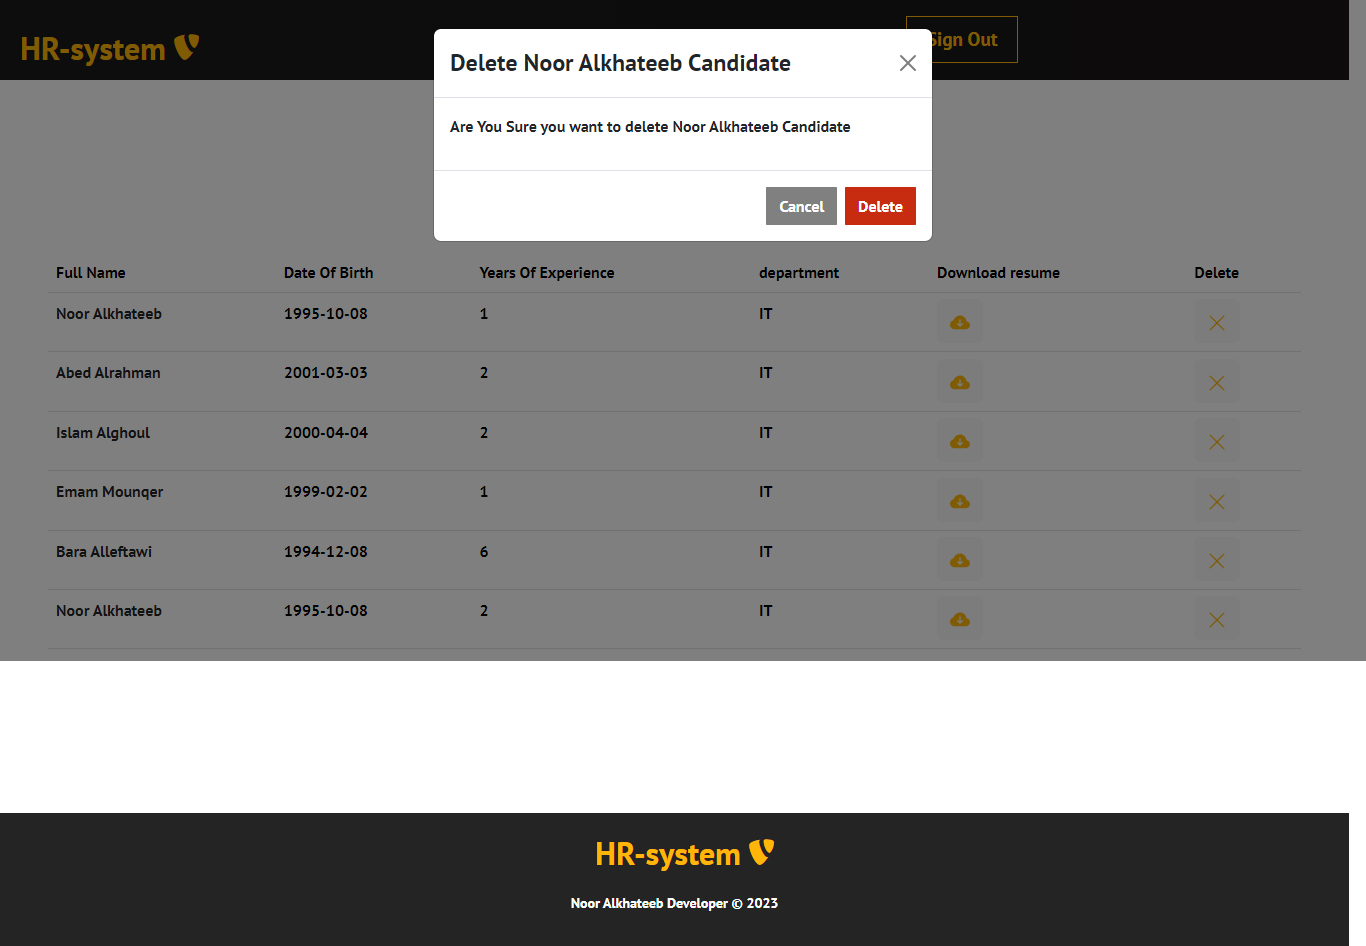 HR-system
Sign Out
Delete Noor Alkhateeb Candidate
Are You Sure you want to delete Noor Alkhateeb Candidate
Cancel Delete
Full Name Date Of Birth Years Of Experience department Download resume Delete
Noor Alkhateeb 1995-10-08 1 IT
Abed Alrahman 2001-03-03 2 IT
Islam Alghoul 2000-04-04 2 IT
Emam Mounqer 1999-02-02 1 IT
Bara Alleftawi 1994-12-08 6 IT
Noor Alkhateeb 1995-10-08 2 IT
HR-system
Noor Alkhateeb Developer © 2023